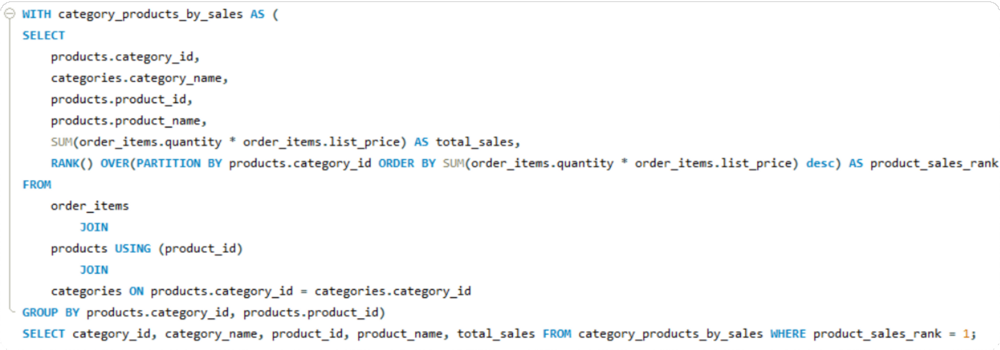 WITH category_products_by_sales AS (
SELECT
    products.category_id,
    categories.category_name,
    products.product_id,
    products.product_name,
    SUM(order_items.quantity * order_items.list_price) AS total_sales,
    RANK() OVER(PARTITION BY products.category_id ORDER BY SUM(order_items.quantity * order_items.list_price) desc) AS product_sales_rank
FROM
    order_items
        JOIN
    products USING (product_id)
        JOIN
    categories ON products.category_id = categories.category_id
GROUP BY products.category_id, products.product_id)
SELECT category_id, category_name, product_id, product_name, total_sales FROM category_products_by_sales WHERE product_sales_rank = 1;